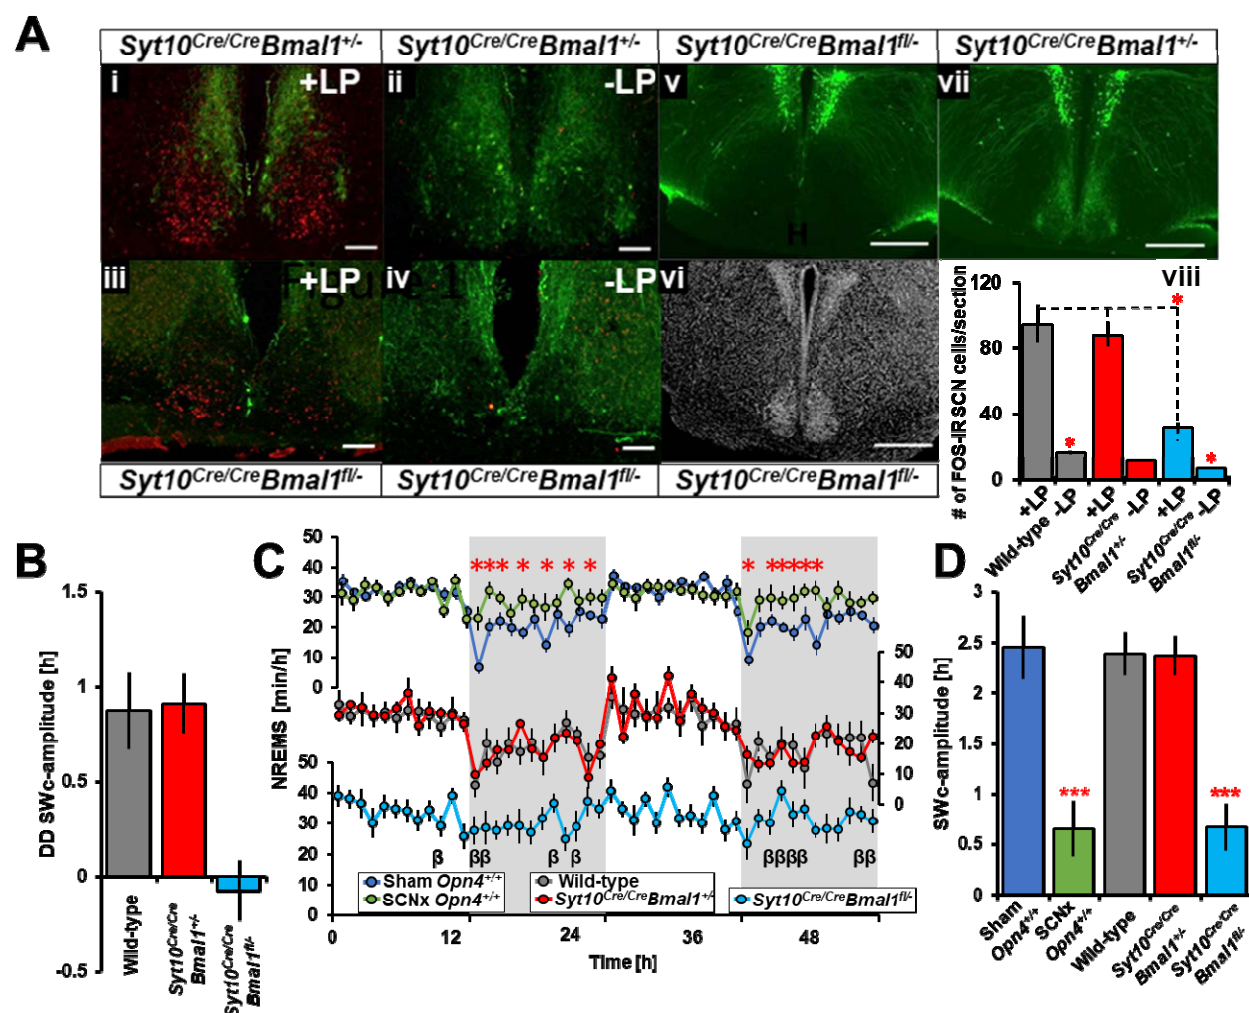 A
Syt10Cre/CreBmal1+/-
Syt10Cre/CreBmal1+/-
Syt10Cre/CreBmal1fl/-
Syt10Cre/CreBmal1+/-
i
+LP
ii
-LP
v
vii
H
iii
+LP
iv
-LP
vi
viii
Figure 1
Syt10Cre/CreBmal1fl/-
Syt10Cre/CreBmal1fl/-
Syt10Cre/CreBmal1fl/-
# of FOS-IR SCN cells/section
120
80
40
0
*
*
*
+LP
-LP
+LP
-LP
+LP
-LP
Wild-type
Syt10Cre/Cre
Bmal1+/-
Syt10Cre/Cre
Bmal1fl/-
B
DD SWc-amplitude [h]
1.5
1
0.5
0
-0.5
Wild-type
Syt10Cre/Cre
Bmal1+/-
Syt10Cre/Cre
Bmal1fl/-
C
NREMS [min/h]
50
40
30
20
10
0
*** * * * *
* *****
50
40
30
20
10
0
50
40
30
20
10
0
β ββ β β ββββ ββ
Sham Opn4+/+
SCNx Opn4+/+
Wild-type
Syt10Cre/CreBmal1+/-
Syt10Cre/CreBmal1fl/-
0 12 24 36 48
Time [h]
D
SWc-amplitude [h]
3
2.5
2
1.5
1
0.5
0
***
***
Sham
Opn4+/+
SCNx
Opn4+/+
Wild-type
Syt10Cre/Cre
Bmal1+/-
Syt10Cre/Cre
Bmal1fl/-